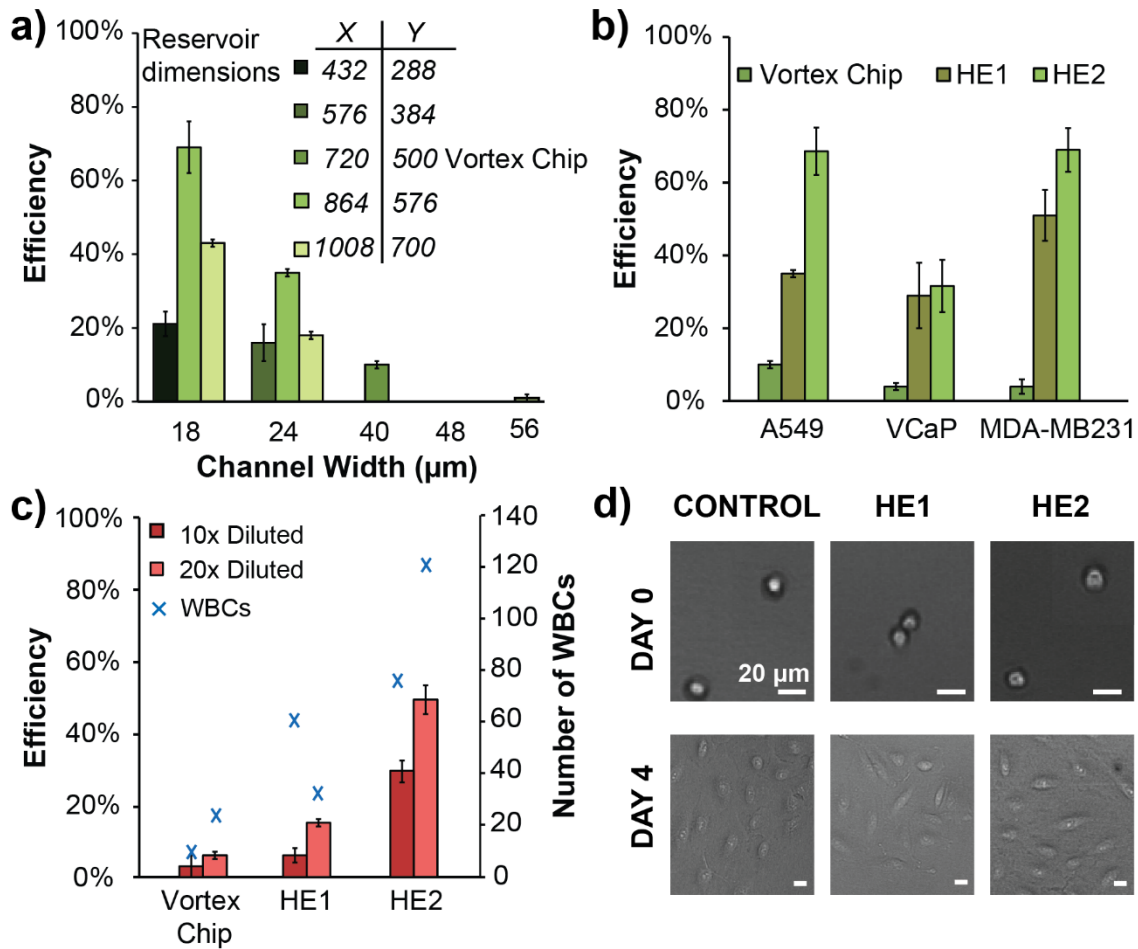 a)
100%
80%
60%
40%
20%
0%
Efficiency
Reservoir
dimensions
X Y
432 288
576 384
720 500 Vortex Chip
864 576
1008 700
18 24 40 48 56
Channel Width (µm)
b)
100%
80%
60%
40%
20%
0%
Efficiency
Vortex Chip HE1 HE2
A549 VCaP MDA-MB231
c)
100%
80%
60%
40%
20%
0%
Efficiency
10x Diluted
20x Diluted
WBCs
140
120
100
80
60
40
20
0
Number of WBCs
Vortex
Chip
HE1 HE2
d)
CONTROL HE1 HE2
DAY 0
20 µm
DAY 4